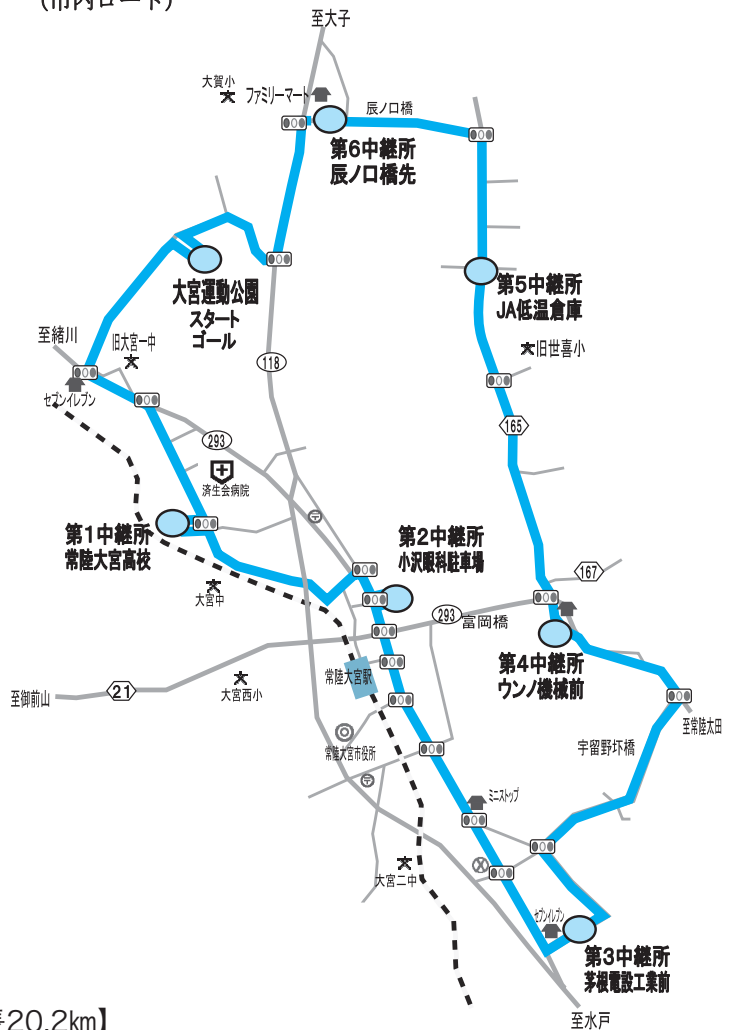 (市内ロード)
至大子
大賀小
ファミリーマート
辰ノ口橋
第6中継所
辰ノ口橋先
大宮運動公園
スタート
ゴール
第5中継所
JA低温倉庫
至緒川
旧大宮一中
旧世喜小
118
セブンイレブン
165
293
済生会病院
第1中継所
常陸大宮高校
第2中継所
小沢眼科駐車場
大宮中
167
293
富岡橋
第4中継所
ウンノ機械前
常陸大宮駅
21
大宮西小
至御前山
至常陸太田
宇留野圷橋
常陸大宮市役所
ミニストップ
大宮二中
セブンイレブン
第3中継所
茅根電設工業前
至水戸
20.2km】